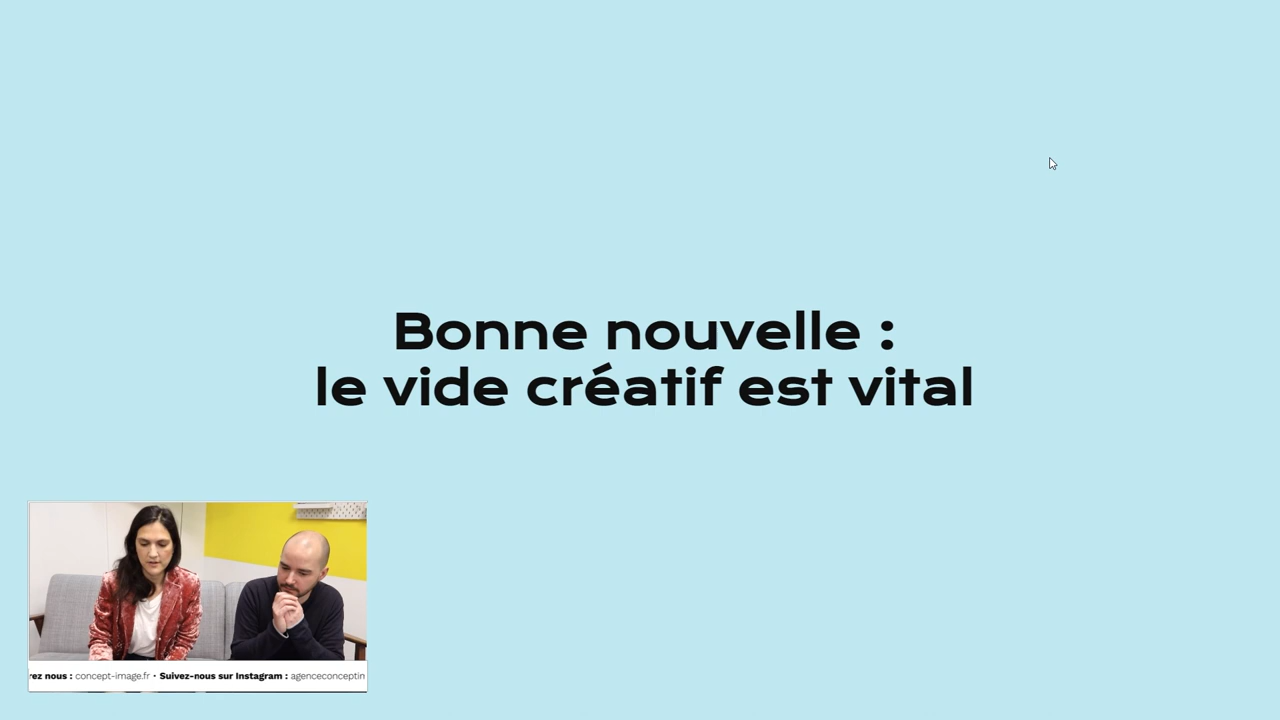 Bonne nouvelle :
le vide créatif est vital
rez nous : concept-image.fr • Suivez-nous sur Instagram : agenceconceptin